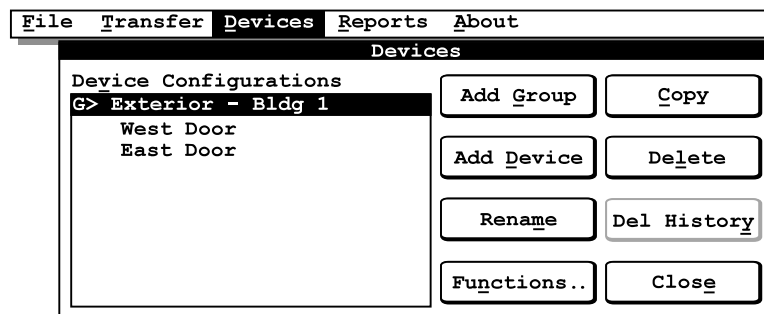 File Transfer Devices Reports About
Devices
Device Configurations
G> Exterior - Bldg 1
West Door
East Door
Add Group Copy
Add Device Delete
Rename Del History
Functions.. Close